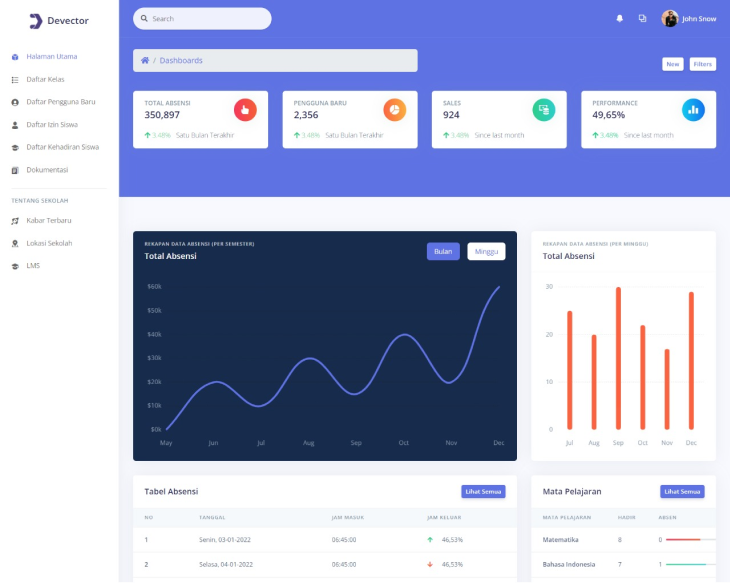 Devector
Search
John Snow
Halaman Utama
Daftar Kelas
Daftar Pengguna Baru
Daftar Izin Siswa
Daftar Kehadiran Siswa
Dokumentasi
TENTANG SEKOLAH
Kabar Terbaru
Lokasi Sekolah
LMS
/ Dashboards
New
Filters
TOTAL ABSENSI
350,897
3.48% Satu Bulan Terakhir
PENGGUNA BARU
2,356
3.48% Satu Bulan Terakhir
SALES
924
3.48% Since last month
PERFORMANCE
49,65%
3.48% Since last month
REKAPAN DATA ABSENSI (PER SEMESTER)
Total Absensi
Bulan
Minggu
$60k
$50k
$40k
$30k
$20k
$10k
$0k
May Jun Jul Aug Sep Oct Nov Dec
REKAPAN DATA ABSENSI (PER MINGGU)
Total Absensi
30
20
10
0
Jul Aug Sep Oct Nov Dec
Tabel Absensi
Lihat Semua
NO TANGGAL JAM MASUK JAM KELUAR
1 Senin, 03-01-2022 06:45:00 46,53%
2 Selasa, 04-01-2022 06:45:00 46,53%
Mata Pelajaran
Lihat Semua
MATA PELAJARAN HADIR ABSEN
Matematika 8 0
Bahasa Indonesia 7 1